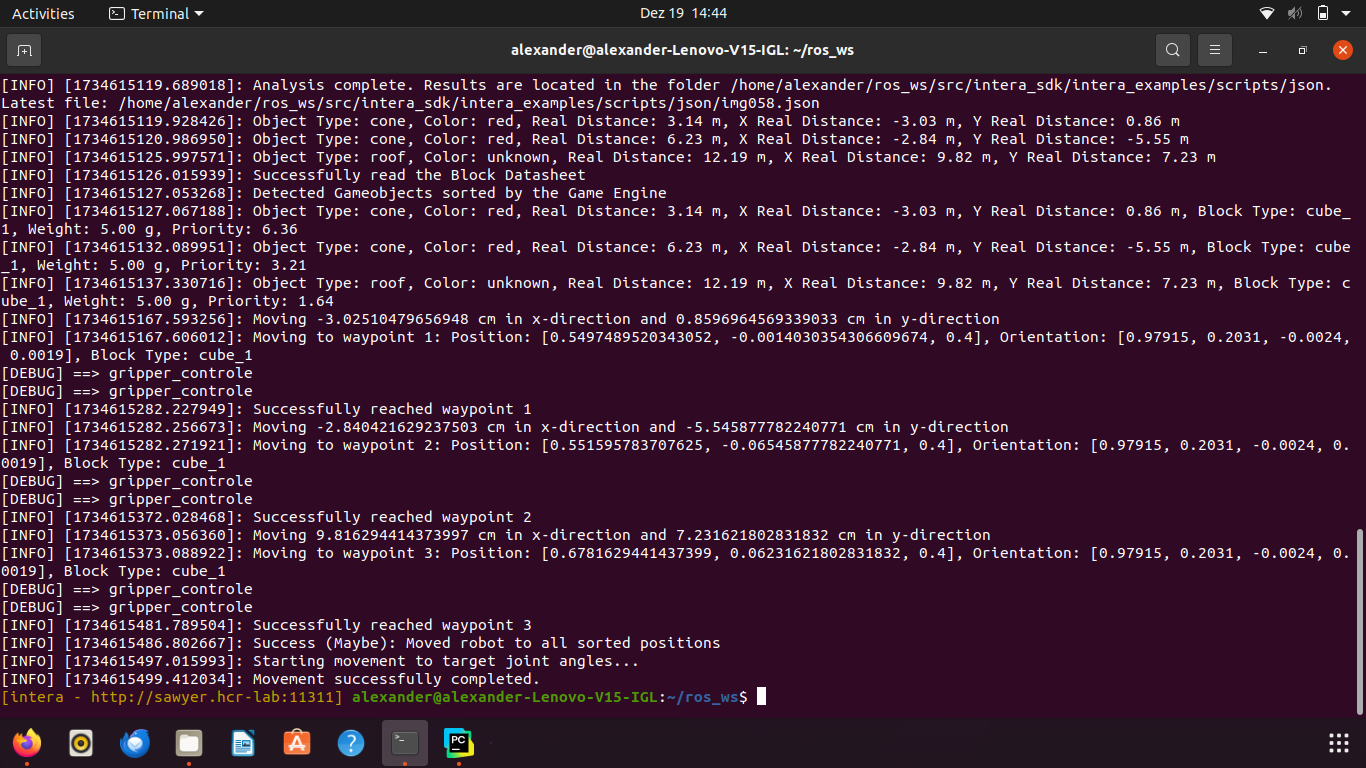 Activities
Terminal
Dez 19 14:44
alexander@alexander-Lenovo-V15-IGL: ~/ros_ws
[INFO] [1734615119.689018]: Analysis complete. Results are located in the folder /home/alexander/ros_ws/src/intera_sdk/intera_examples/scripts/json.
Latest file: /home/alexander/ros_ws/src/intera_sdk/intera_examples/scripts/json/img058.json
[INFO] [1734615119.928426]: Object Type: cone, Color: red, Real Distance: 3.14 m, X Real Distance: -3.03 m, Y Real Distance: 0.86 m
[INFO] [1734615120.986950]: Object Type: cone, Color: red, Real Distance: 6.23 m, X Real Distance: -2.84 m, Y Real Distance: -5.55 m
[INFO] [1734615125.997571]: Object Type: roof, Color: unknown, Real Distance: 12.19 m, X Real Distance: 9.82 m, Y Real Distance: 7.23 m
[INFO] [1734615126.015939]: Successfully read the Block Datasheet
[INFO] [1734615127.053268]: Detected Gameobjects sorted by the Game Engine
[INFO] [1734615127.067188]: Object Type: cone, Color: red, Real Distance: 3.14 m, X Real Distance: -3.03 m, Y Real Distance: 0.86 m, Block Type: cube_
1, Weight: 5.00 g, Priority: 6.36
[INFO] [1734615132.089951]: Object Type: cone, Color: red, Real Distance: 6.23 m, X Real Distance: -2.84 m, Y Real Distance: -5.55 m, Block Type: cube
_1, Weight: 5.00 g, Priority: 3.21
[INFO] [1734615137.330716]: Object Type: roof, Color: unknown, Real Distance: 12.19 m, X Real Distance: 9.82 m, Y Real Distance: 7.23 m, Block Type: c
ube_1, Weight: 5.00 g, Priority: 1.64
[INFO] [1734615167.593256]: Moving -3.02510479656948 cm in x-direction and 0.8596964569339033 cm in y-direction
[INFO] [1734615167.606012]: Moving to waypoint 1: Position: [0.5497489520343052, -0.0014030354306609674, 0.4], Orientation: [0.97915, 0.2031, -0.0024,
 0.0019], Block Type: cube_1
[DEBUG] ==> gripper_controle
[DEBUG] ==> gripper_controle
[INFO] [1734615282.227949]: Successfully reached waypoint 1
[INFO] [1734615282.256673]: Moving -2.840421629237503 cm in x-direction and -5.545877782240771 cm in y-direction
[INFO] [1734615282.271921]: Moving to waypoint 2: Position: [0.551595783707625, -0.06545877782240771, 0.4], Orientation: [0.97915, 0.2031, -0.0024, 0.
0019], Block Type: cube_1
[DEBUG] ==> gripper_controle
[DEBUG] ==> gripper_controle
[INFO] [1734615372.028468]: Successfully reached waypoint 2
[INFO] [1734615373.056360]: Moving 9.816294414373997 cm in x-direction and 7.231621802831832 cm in y-direction
[INFO] [1734615373.088922]: Moving to waypoint 3: Position: [0.6781629441437399, 0.06231621802831832, 0.4], Orientation: [0.97915, 0.2031, -0.0024, 0.
0019], Block Type: cube_1
[DEBUG] ==> gripper_controle
[DEBUG] ==> gripper_controle
[INFO] [1734615481.789504]: Successfully reached waypoint 3
[INFO] [1734615486.802667]: Success (Maybe): Moved robot to all sorted positions
[INFO] [1734615497.015993]: Starting movement to target joint angles...
[INFO] [1734615499.412034]: Movement successfully completed.
[intera - http://sawyer.hcr-lab:11311] alexander@alexander-Lenovo-V15-IGL:~/ros_ws$
PC